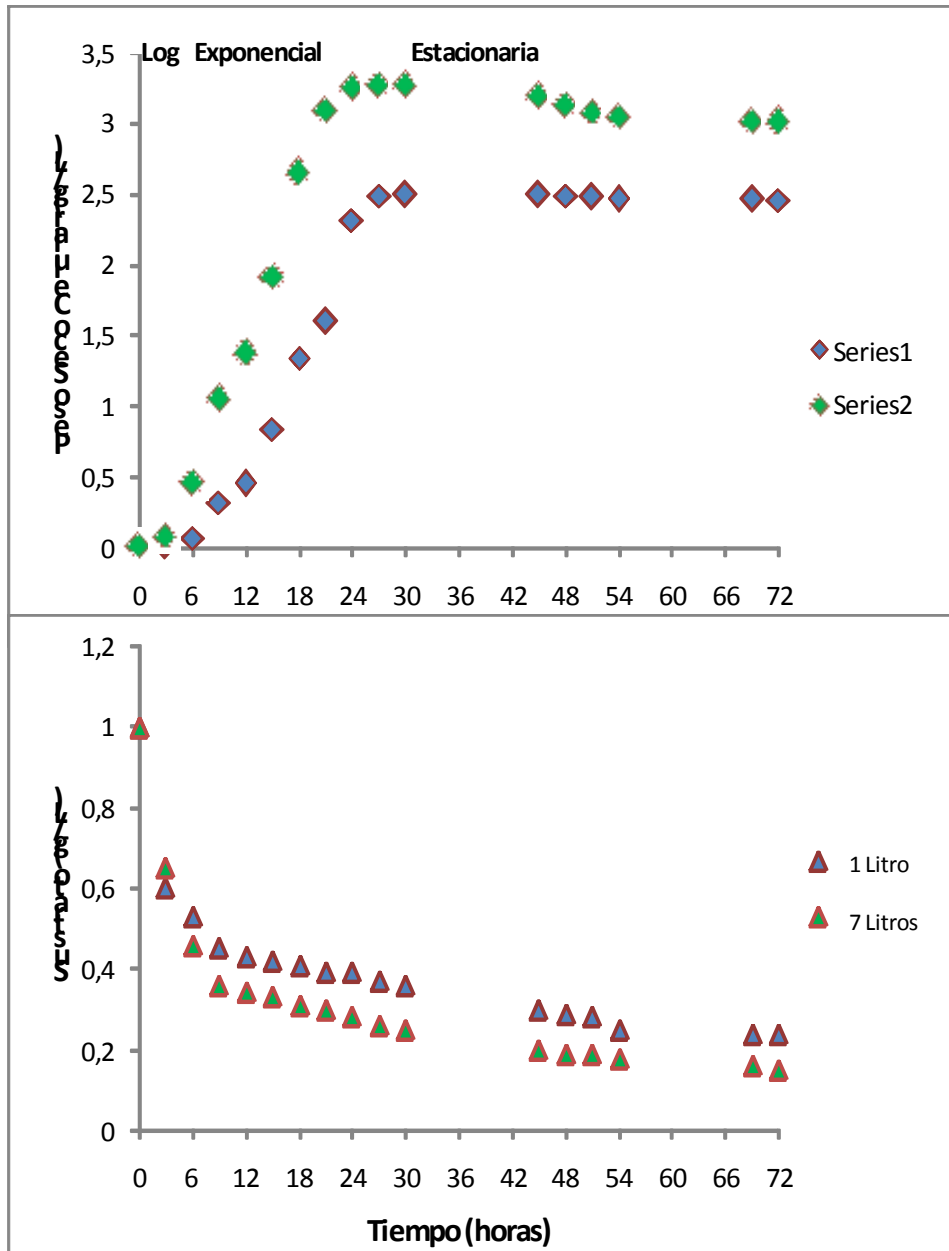 Log Exponencial Estacionaria
3,5
3
2,5
2
1,5
1
0,5
0
0 6 12 18 24 30 36 42 48 54 60 66 72
Series1
Series2
1,2
1
0,8
0,6
0,4
0,2
0
0 6 12 18 24 30 36 42 48 54 60 66 72
1 Litro
7 Litros
Tiempo (horas)